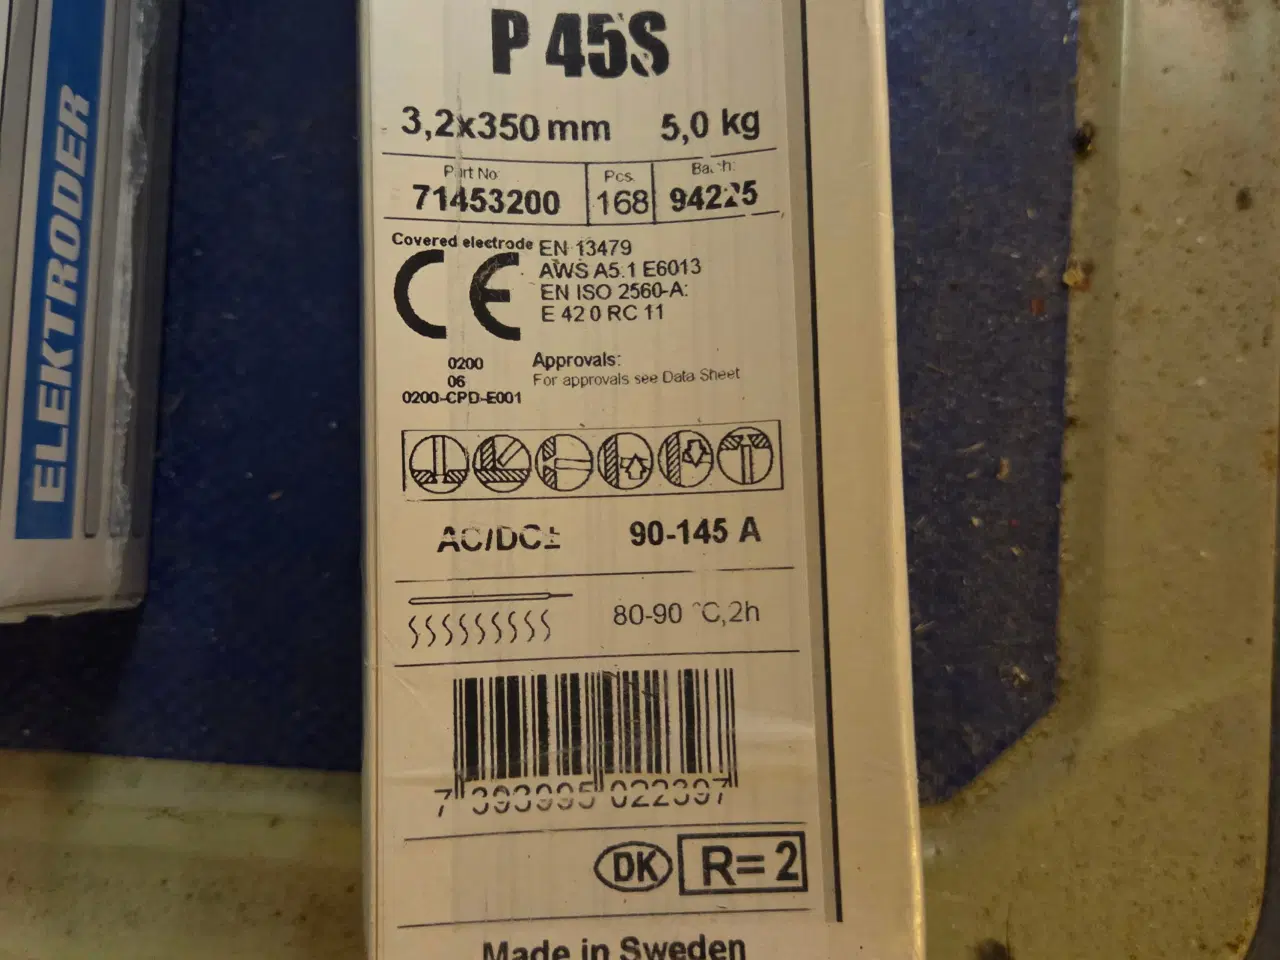 ELEKTRODER
P 45S
3,2x350 mm 5,0 kg
Part No: Pcs. Batch:
71453200 168 94225
Covered electrode
EN 13479
AWS A5.1 E6013
EN ISO 2560-A:
E 42 0 RC 11
CE
0200
06
0200-CPD-E001
Approvals:
For approvals see Data Sheet
AC/DC± 90-145 A
80-90 °C,2h
7 393995 022397
DK R= 2
Made in Sweden